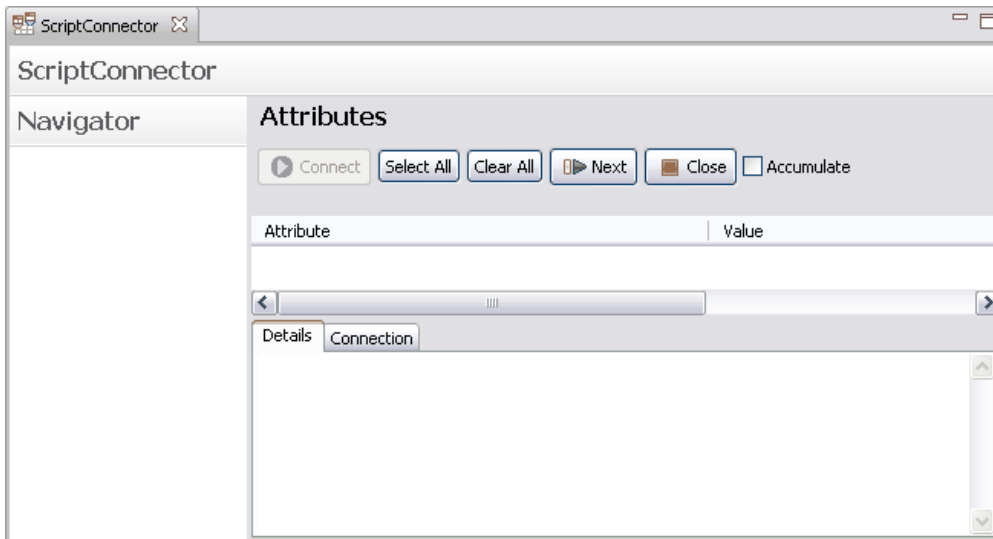 ScriptConnector
ScriptConnector
Navigator
Attributes
Connect Select All Clear All Next Close Accumulate
Attribute Value
Details Connection